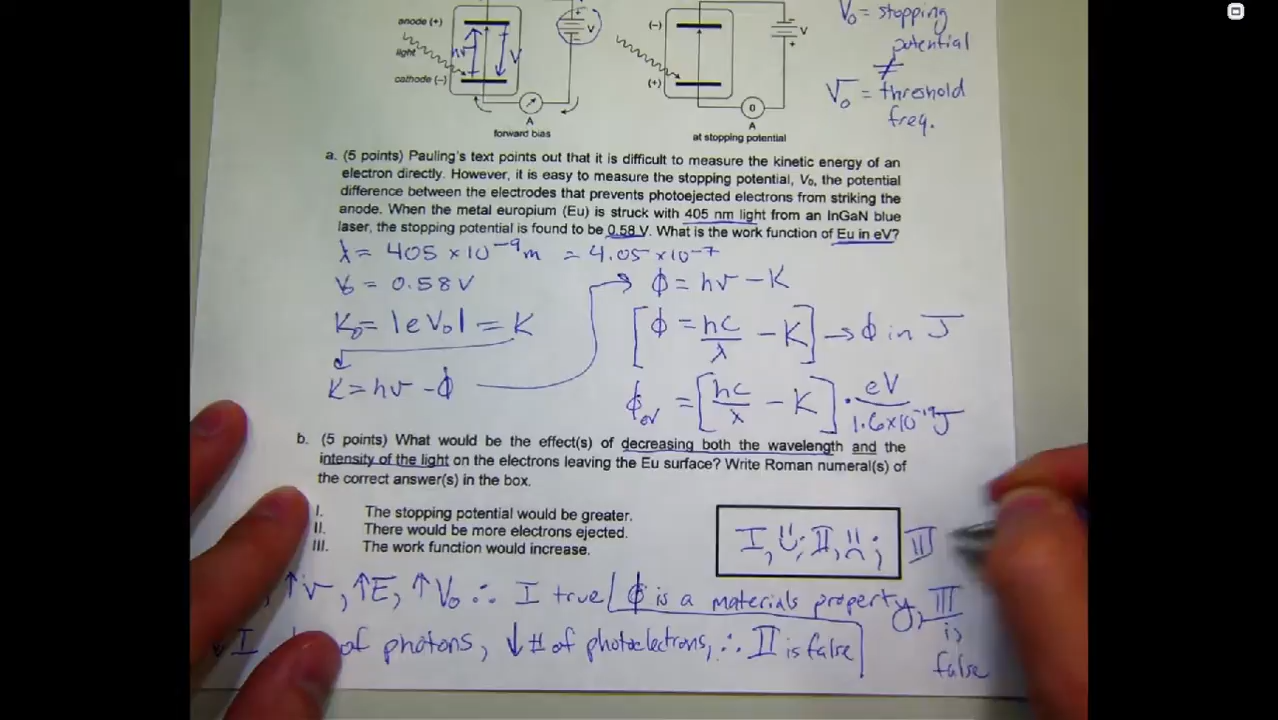 V₀ = stopping
potential
≠
ν₀ = threshold
freq.
anode (+)
light
cathode (–)
hν
V
+
V
–
A
forward bias
(–)
(+)
–
V
+
0
A
at stopping potential
a. (5 points) Pauling's text points out that it is difficult to measure the kinetic energy of an
electron directly. However, it is easy to measure the stopping potential, V₀, the potential
difference between the electrodes that prevents photoejected electrons from striking the
anode. When the metal europium (Eu) is struck with 405 nm light from an InGaN blue
laser, the stopping potential is found to be 0.58 V. What is the work function of Eu in eV?
λ = 405 × 10⁻⁹ m = 4.05 × 10⁻⁷
V₀ = 0.58 V
ϕ = hν – K
K₀ = |eV₀| = K
[ϕ = hc/λ – K] → ϕ in J
K = hν – ϕ
ϕ_eV = [hc/λ – K] · eV/1.6×10⁻¹⁹J
b. (5 points) What would be the effect(s) of decreasing both the wavelength and the
intensity of the light on the electrons leaving the Eu surface? Write Roman numeral(s) of
the correct answer(s) in the box.
I. The stopping potential would be greater.
II. There would be more electrons ejected.
III. The work function would increase.
I, ; II, ; III
↑ν, ↑E, ↑V₀ ∴ I true / ϕ is a materials property, III
is
false
↓I of photons, ↓# of photoelectrons, ∴ II is false